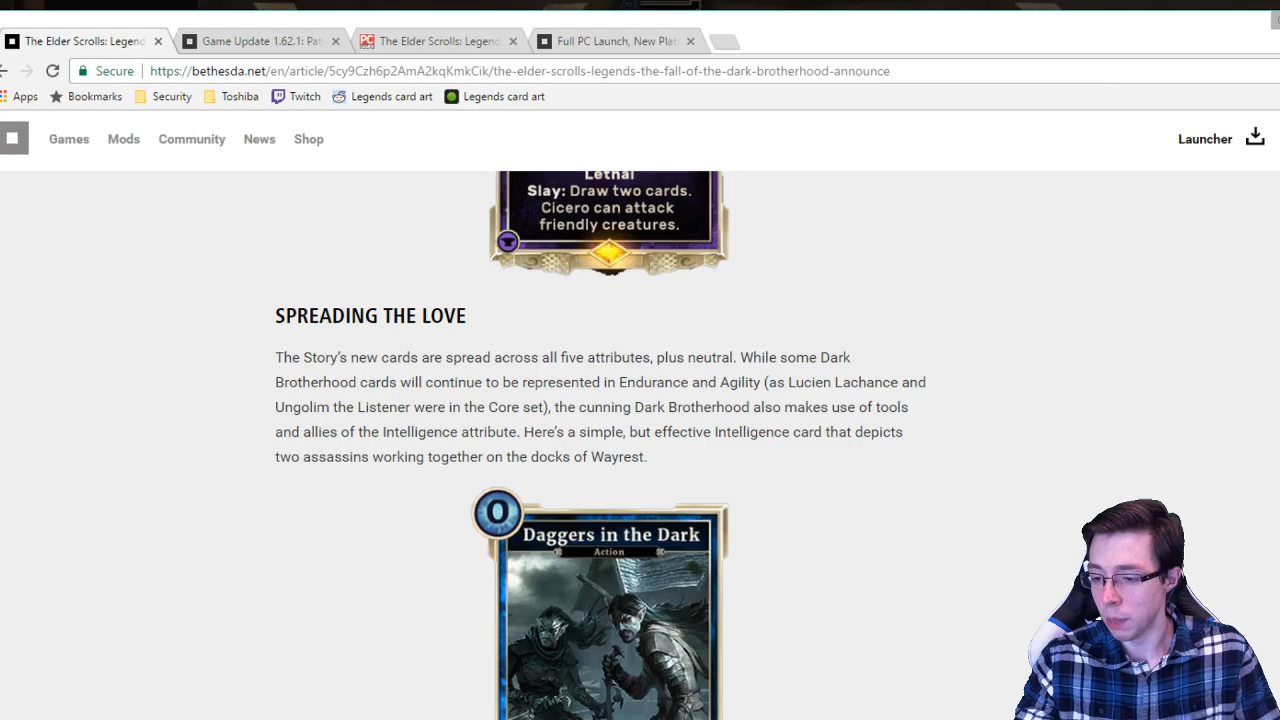 The Elder Scrolls: Legend
Game Update 1.62.1: Pat
The Elder Scrolls: Legend
Full PC Launch, New Plat
Secure
https://bethesda.net/en/article/5cy9Czh6p2AmA2kqKmkCik/the-elder-scrolls-legends-the-fall-of-the-dark-brotherhood-announce
Apps Bookmarks Security Toshiba Twitch Legends card art Legends card art
Games Mods Community News Shop Launcher
Lethal
Slay: Draw two cards.
Cicero can attack
friendly creatures.
SPREADING THE LOVE
The Story's new cards are spread across all five attributes, plus neutral. While some Dark
Brotherhood cards will continue to be represented in Endurance and Agility (as Lucien Lachance and
Ungolim the Listener were in the Core set), the cunning Dark Brotherhood also makes use of tools
and allies of the Intelligence attribute. Here's a simple, but effective Intelligence card that depicts
two assassins working together on the docks of Wayrest.
0
Daggers in the Dark
Action